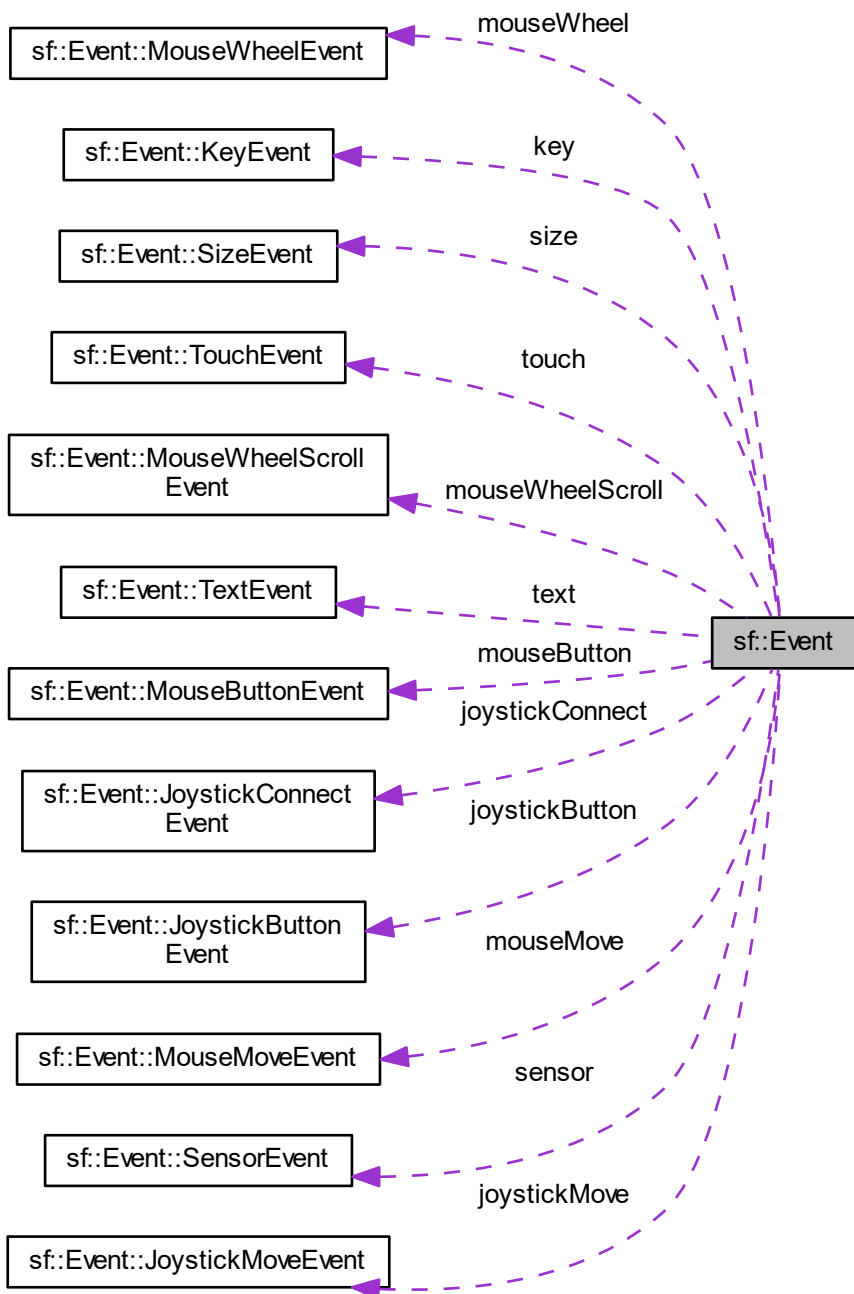 mouseWheel
sf::Event::MouseWheelEvent
key
sf::Event::KeyEvent
size
sf::Event::SizeEvent
touch
sf::Event::TouchEvent
sf::Event::MouseWheelScroll
Event
mouseWheelScroll
sf::Event::TextEvent
text
sf::Event
mouseButton
sf::Event::MouseButtonEvent
joystickConnect
sf::Event::JoystickConnect
Event
joystickButton
sf::Event::JoystickButton
Event
mouseMove
sf::Event::MouseMoveEvent
sensor
sf::Event::SensorEvent
joystickMove
sf::Event::JoystickMoveEvent